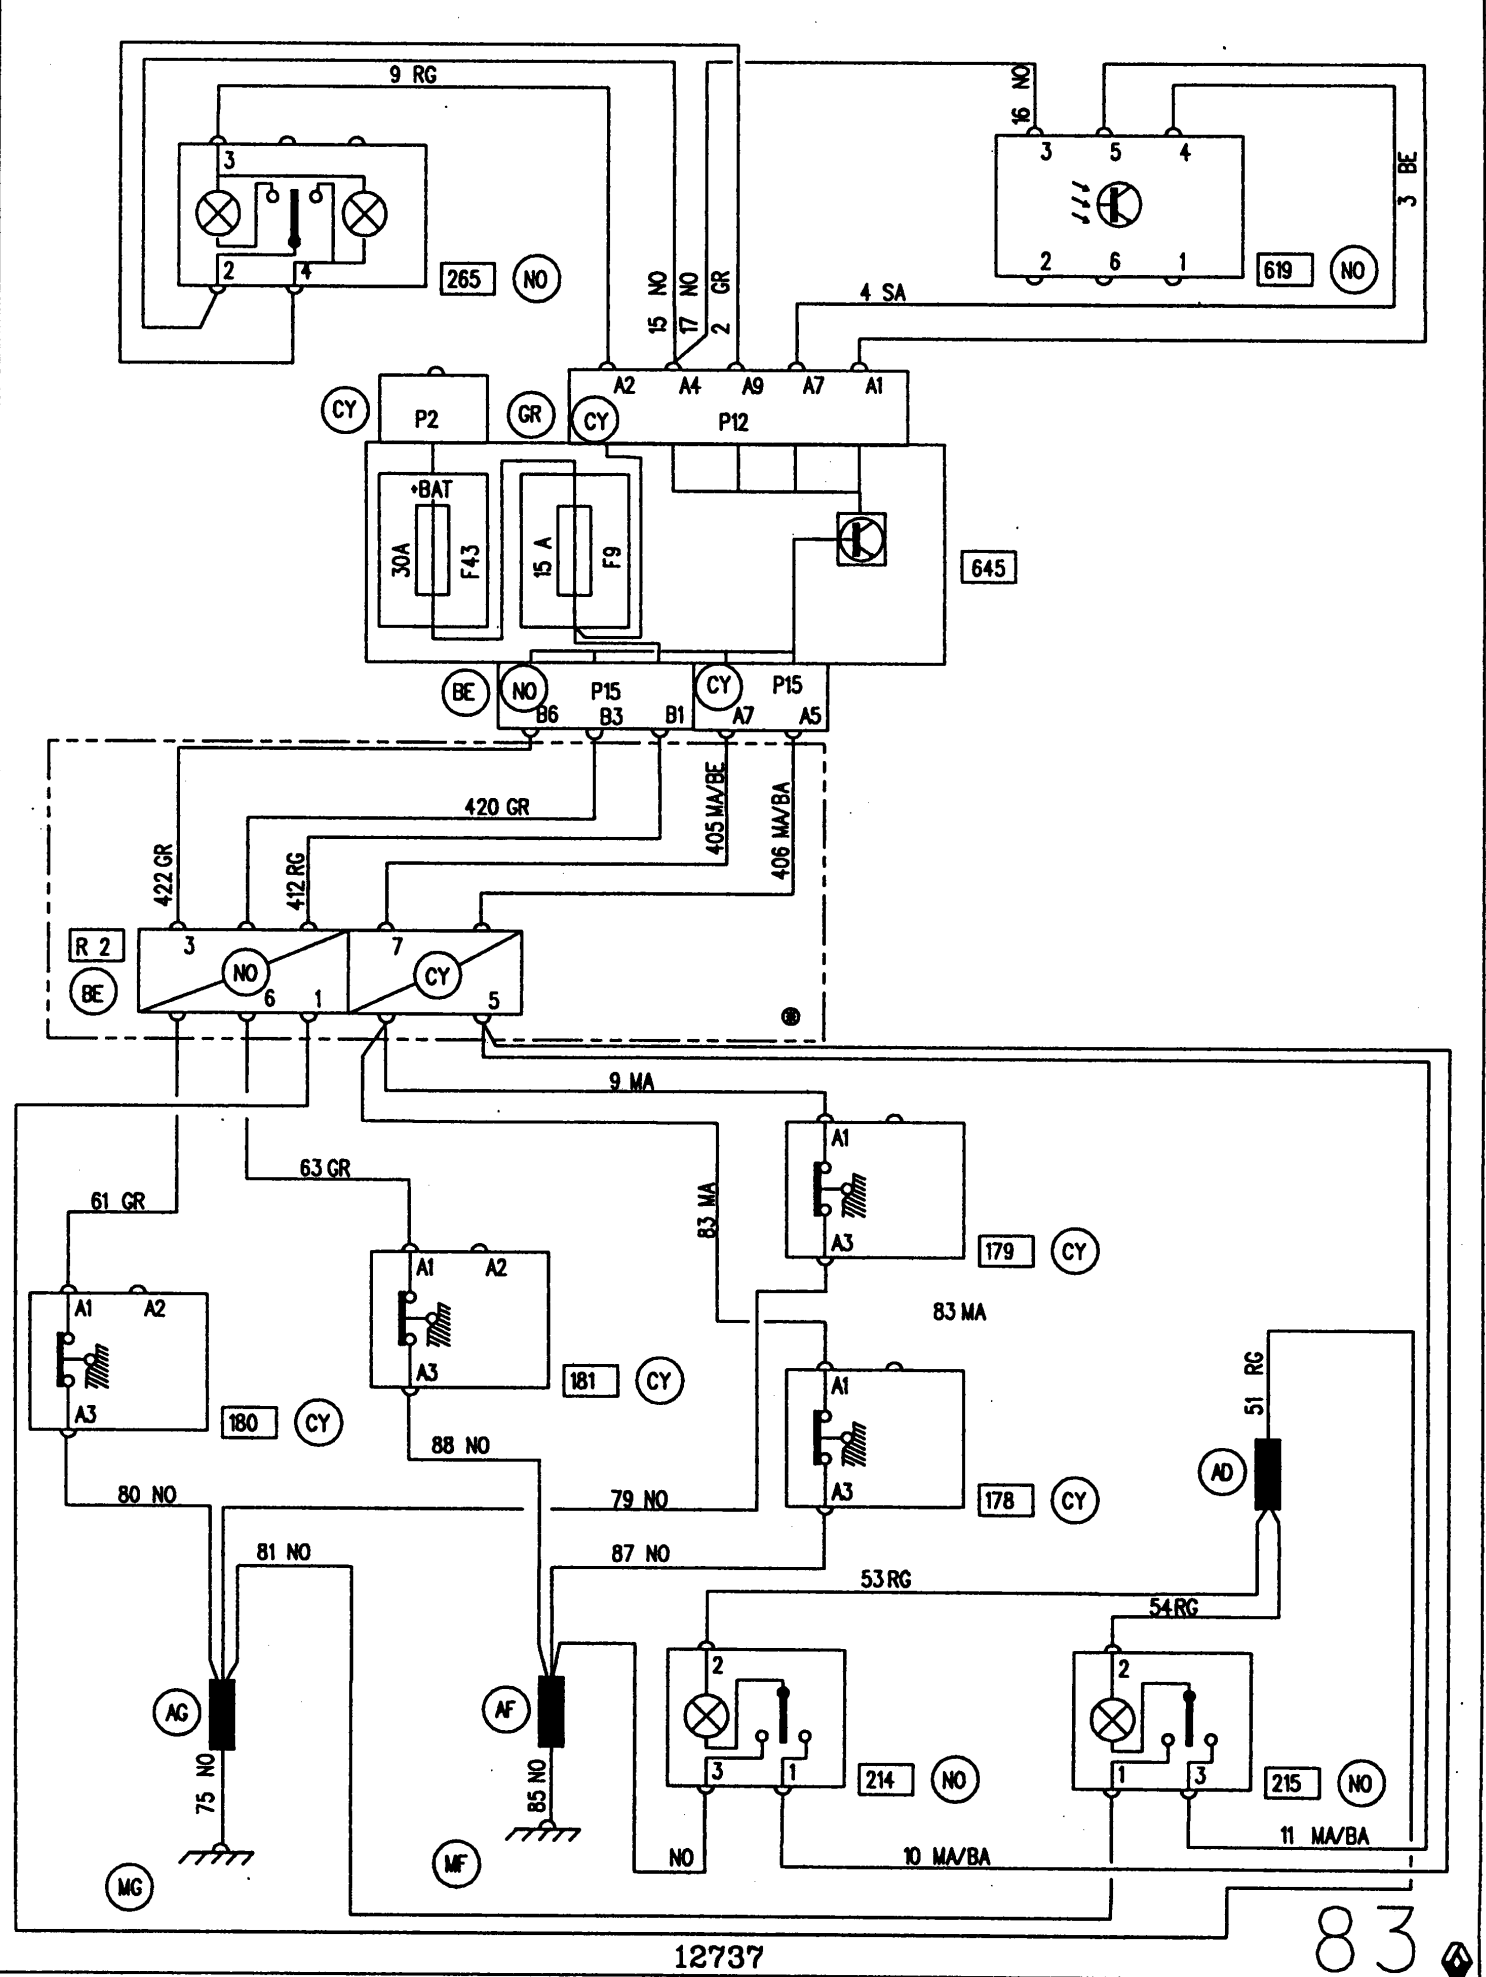 9 RG
16 NO
3 5 4
3 BE
3
2 4
265 NO
2 6 1
619 NO
4 SA
15 NO
17 NO
2 GR
A2 A4 A9 A7 A1
CY P2 GR CY P12
+BAT
30A F43 15 A F9
645
BE NO P15 CY P15
B6 B3 B1 A7 A5
420 GR
405 MA/BE
406 MA/BA
422 GR
412 RG
R 2 3 7
BE NO CY
6 1 5
9 MA
A1
63 GR
61 GR
83 MA
A3
179 CY
A1 A2
A1 A2
83 MA
A1
A3
181 CY
A3
180 CY
51 RG
88 NO
AD
A3
178 CY
80 NO
79 NO
81 NO
87 NO
53 RG
54 RG
2
2
AG AF
75 NO
85 NO
3 1
214 NO
1 3
215 NO
11 MA/BA
MF NO
10 MA/BA
MG
83
12737